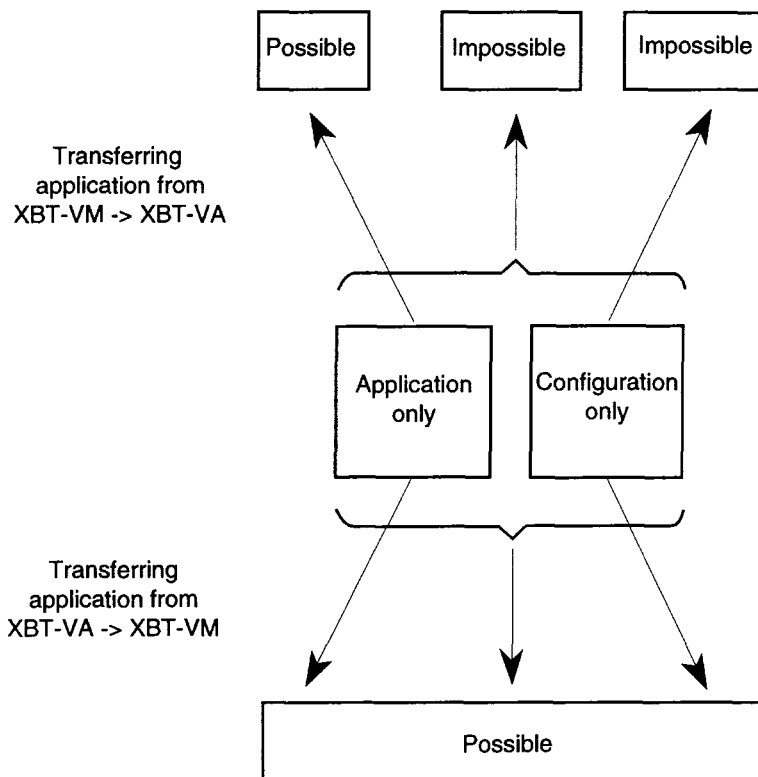 Possible
Impossible
Impossible
Transferring
application from
XBT-VM -> XBT-VA
Application
only
Configuration
only
Transferring
application from
XBT-VA -> XBT-VM
Possible